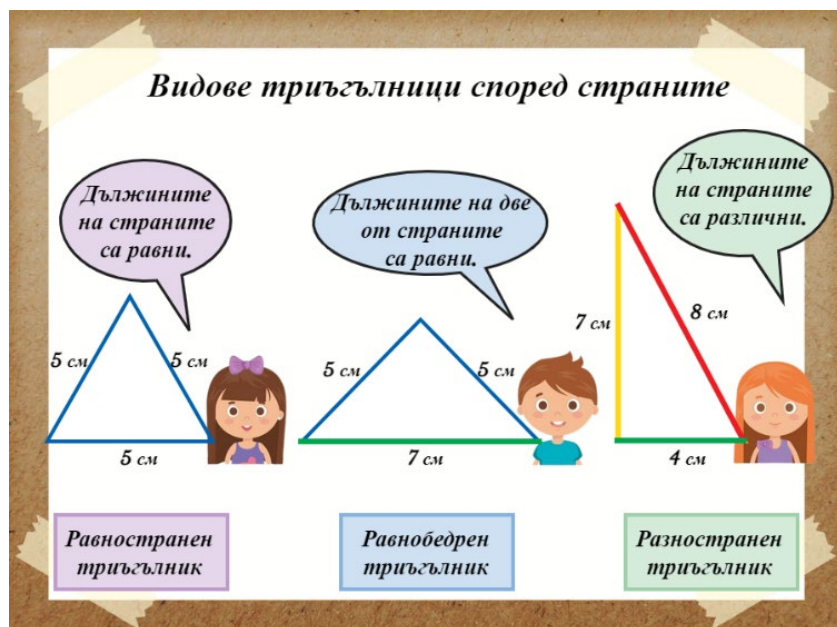 Видове триъгълници според страните
Дължините
на страните
са равни.
5 см
5 см
5 см
Равностранен
триъгълник
Дължините на две
от страните
са равни.
5 см
5 см
7 см
Равнобедрен
триъгълник
Дължините
на страните
са различни.
7 см
8 см
4 см
Разностранен
триъгълник